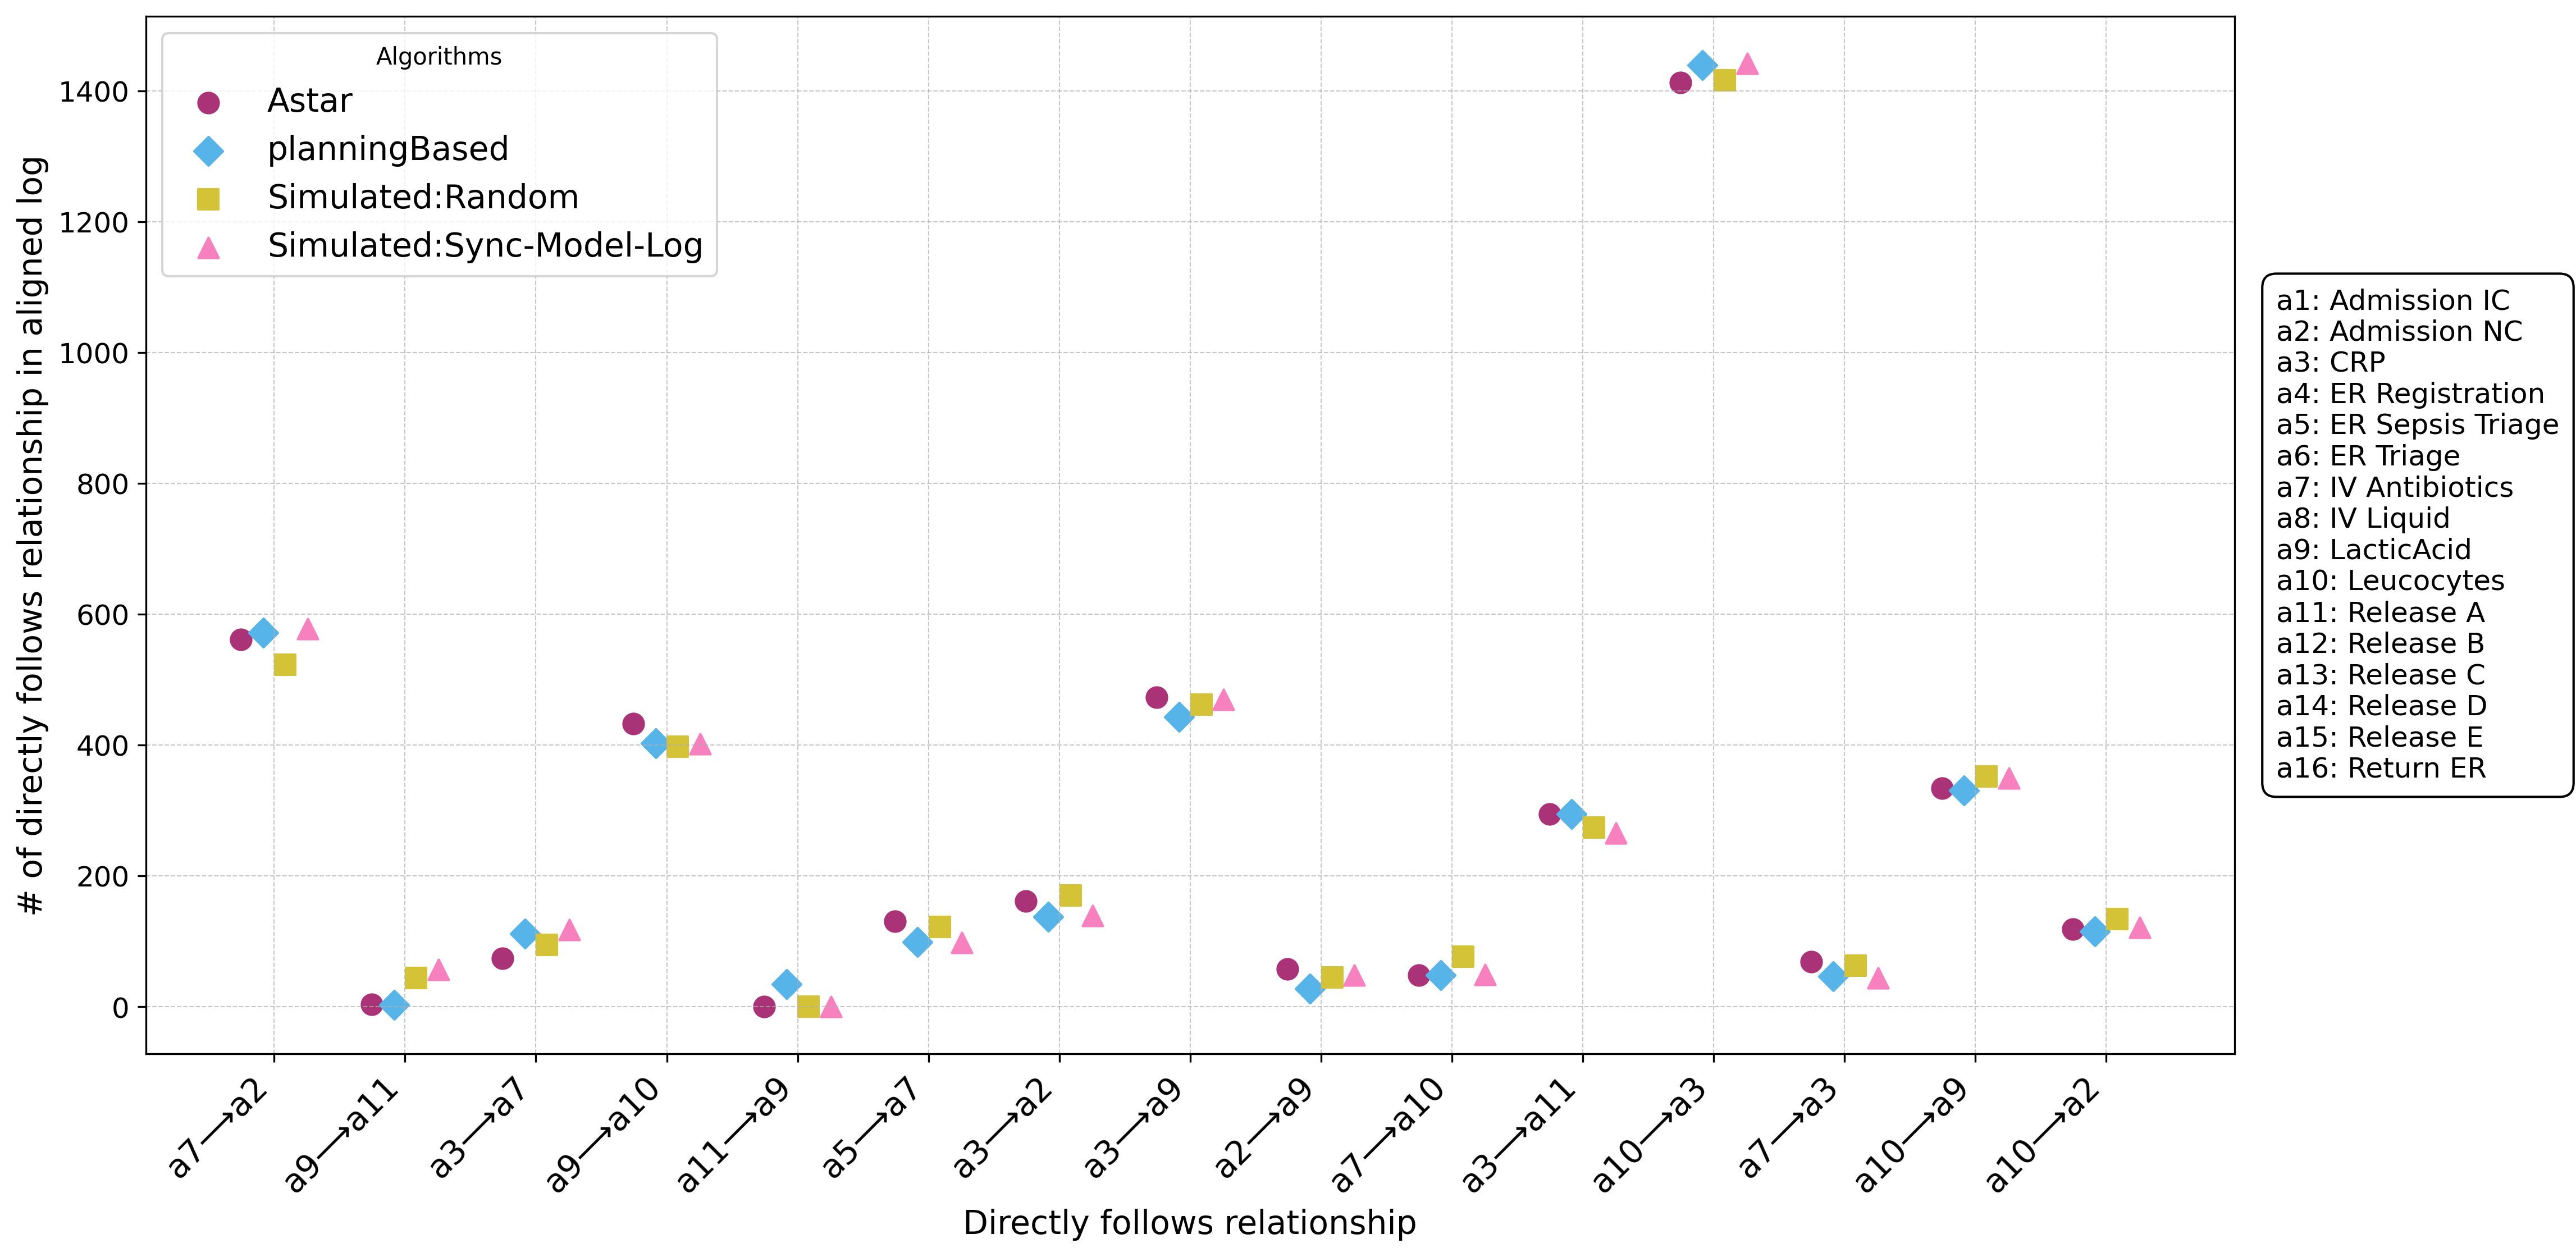 Algorithms
Astar
planningBased
Simulated:Random
Simulated:Sync-Model-Log
# of directly follows relationship in aligned log
1400
1200
1000
800
600
400
200
0
a7→a2
a9→a11
a3→a7
a9→a10
a11→a9
a5→a7
a3→a2
a3→a9
a2→a9
a7→a10
a3→a11
a10→a3
a7→a3
a10→a9
a10→a2
Directly follows relationship
a1: Admission IC
a2: Admission NC
a3: CRP
a4: ER Registration
a5: ER Sepsis Triage
a6: ER Triage
a7: IV Antibiotics
a8: IV Liquid
a9: LacticAcid
a10: Leucocytes
a11: Release A
a12: Release B
a13: Release C
a14: Release D
a15: Release E
a16: Return ER